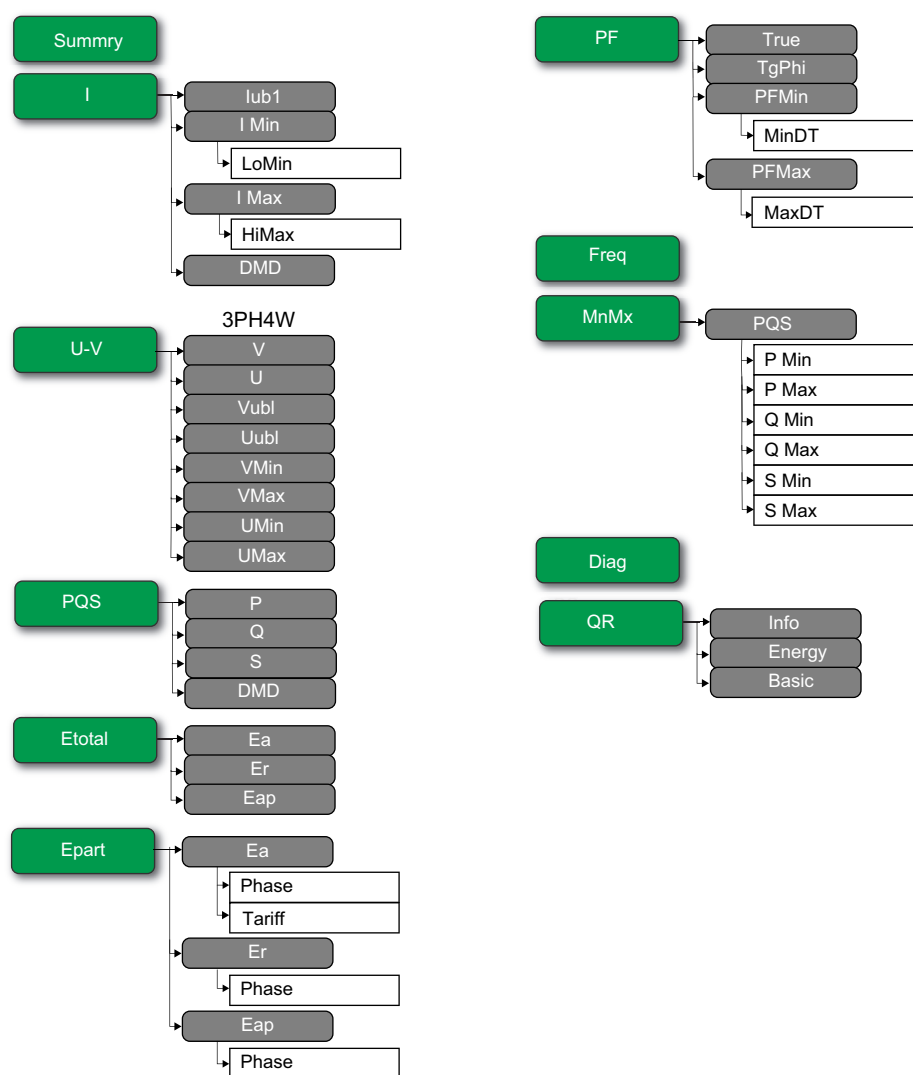 Summry
I
Iub1
I Min
LoMin
I Max
HiMax
DMD
3PH4W
U-V
V
U
Vubl
Uubl
VMin
VMax
UMin
UMax
PQS
P
Q
S
DMD
Etotal
Ea
Er
Eap
Epart
Ea
Phase
Tariff
Er
Phase
Eap
Phase
PF
True
TgPhi
PFMin
MinDT
PFMax
MaxDT
Freq
MnMx
PQS
P Min
P Max
Q Min
Q Max
S Min
S Max
Diag
QR
Info
Energy
Basic